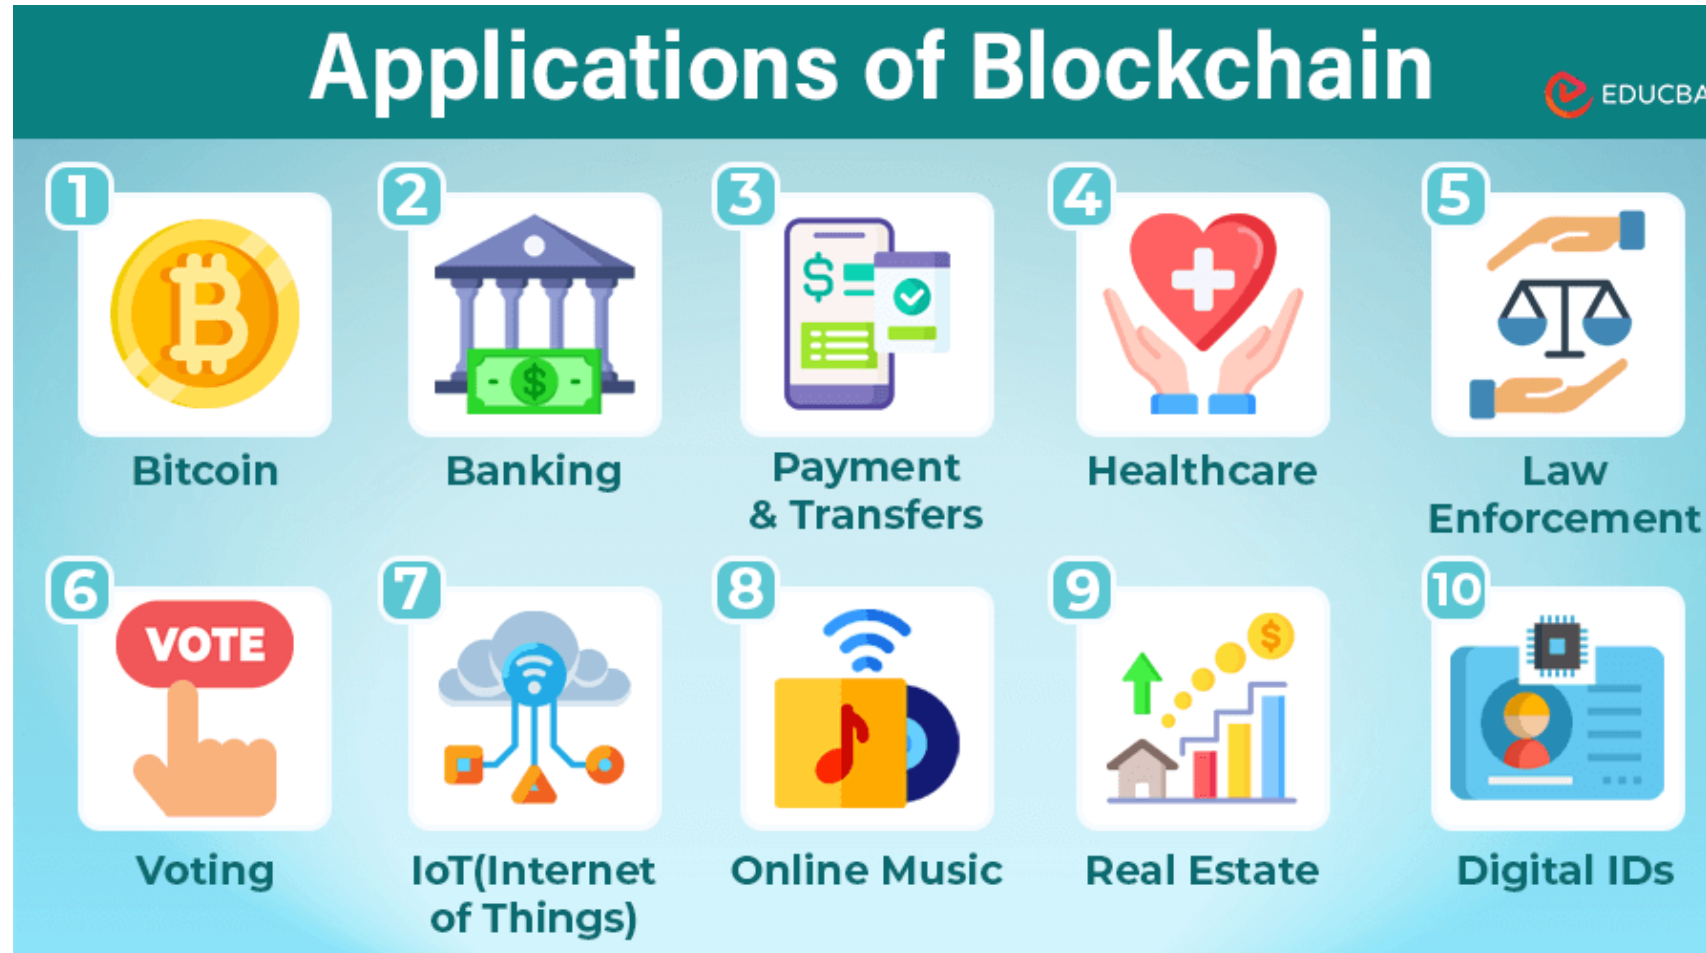 Applications of Blockchain
EDUCBA
1
2
3
4
5
Bitcoin
Banking
Payment
& Transfers
Healthcare
Law
Enforcement
6
7
8
9
10
VOTE
Voting
IoT(Internet
of Things)
Online Music
Real Estate
Digital IDs